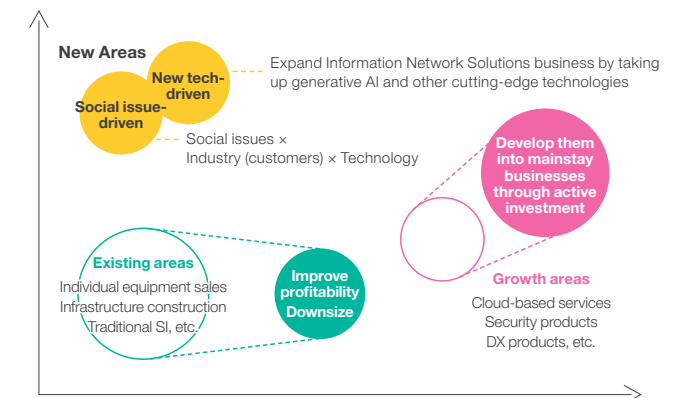 New Areas
New tech-
driven
Social issue-
driven
Expand Information Network Solutions business by taking
up generative AI and other cutting-edge technologies
Social issues ×
Industry (customers) × Technology
Develop them
into mainstay
businesses
through active
investment
Growth areas
Cloud-based services
Security products
DX products, etc.
Existing areas
Individual equipment sales
Infrastructure construction
Traditional SI, etc.
Improve
profitability
Downsize